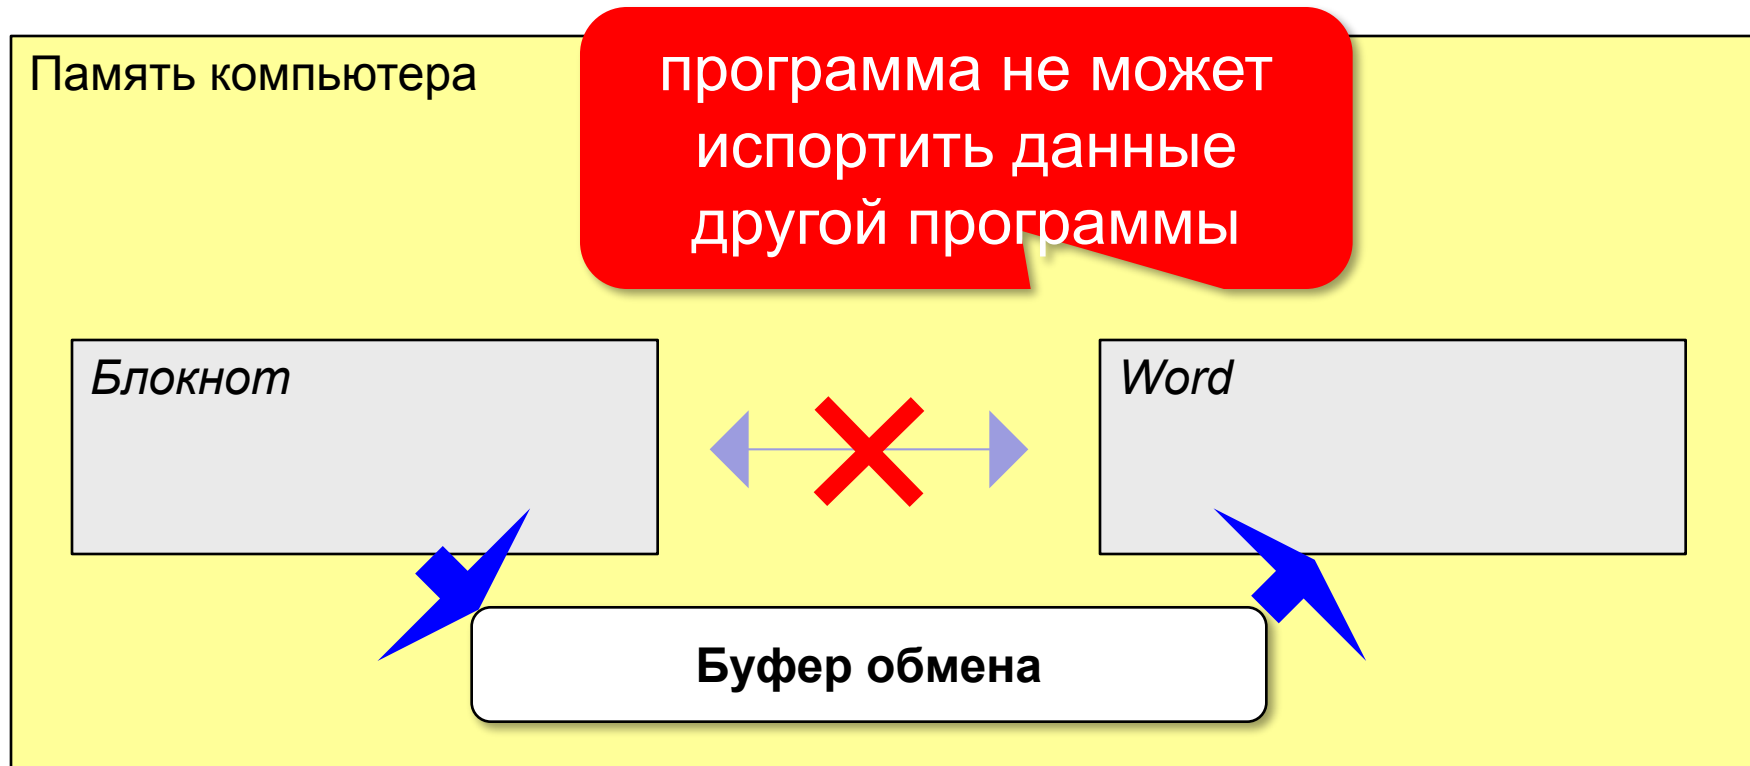 Память компьютера
программа не может
испортить данные
другой программы
Блокнот
Word
Буфер обмена